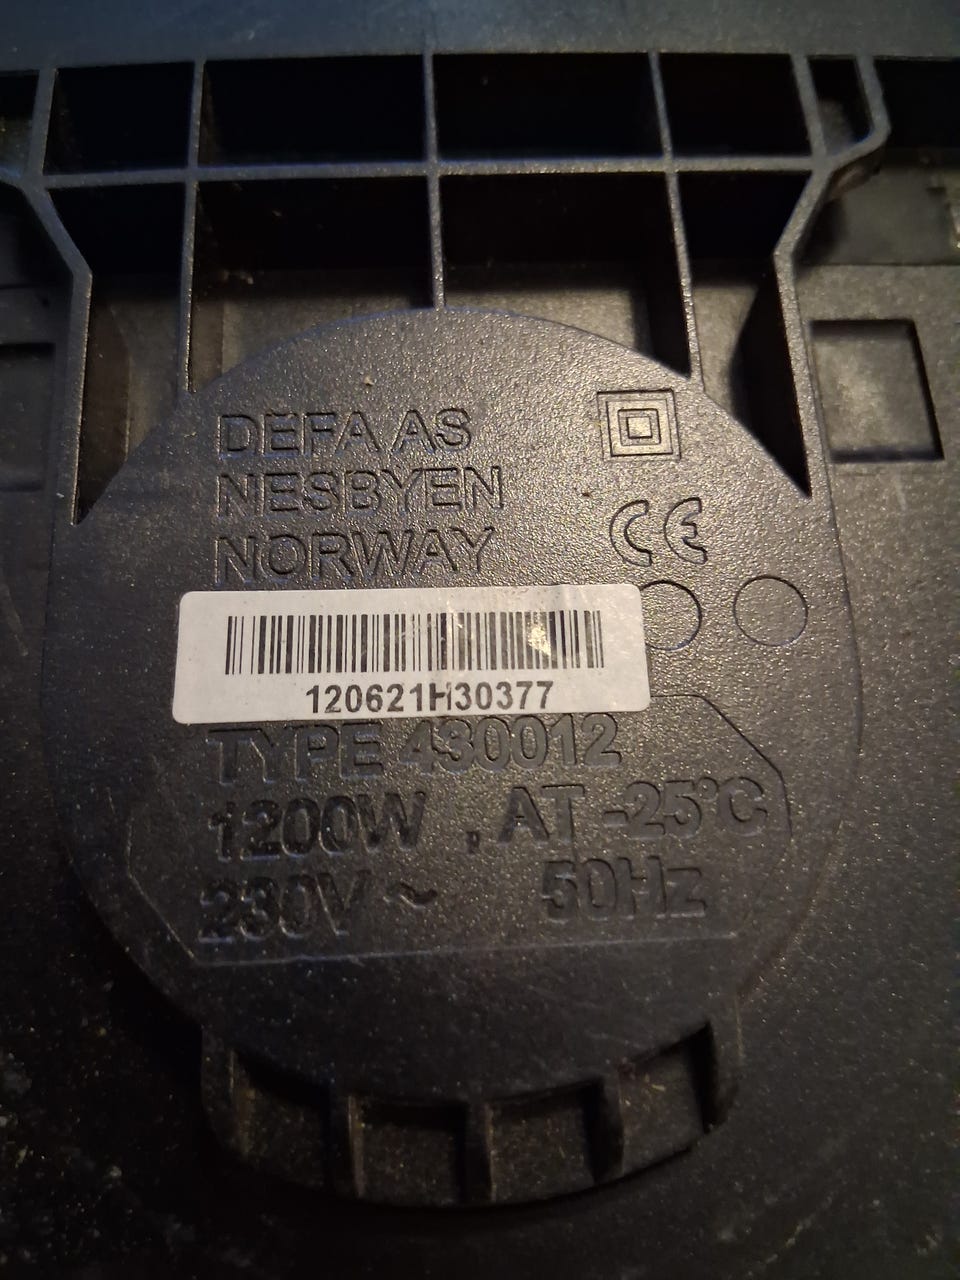 DEFA AS
NESBYEN
NORWAY
CE
120621H30377
TYPE 430012
1200W , AT -25°C
230V ~ 50Hz